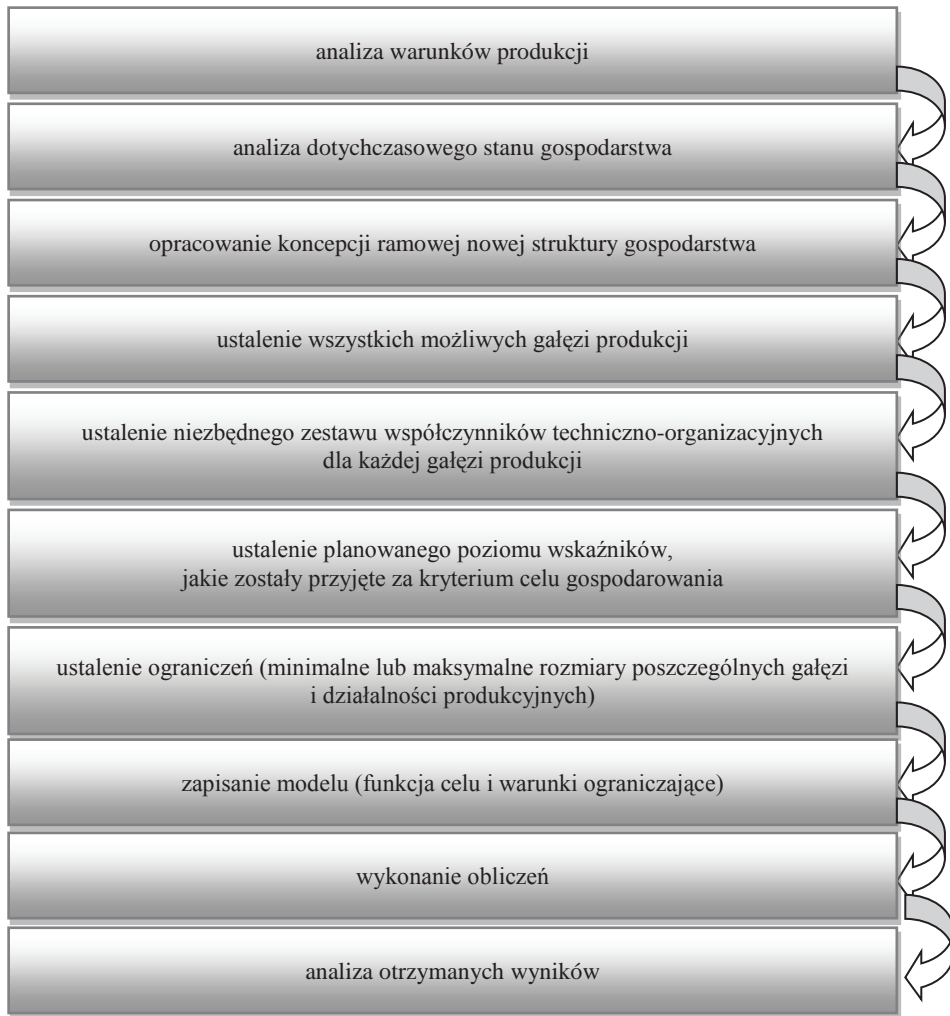 analiza warunków produkcji
analiza dotychczasowego stanu gospodarstwa
opracowanie koncepcji ramowej nowej struktury gospodarstwa
ustalenie wszystkich możliwych gałęzi produkcji
ustalenie niezbędnego zestawu współczynników techniczno-organizacyjnych
dla każdej gałęzi produkcji
ustalenie planowanego poziomu wskaźników,
jakie zostały przyjęte za kryterium celu gospodarowania
ustalenie ograniczeń (minimalne lub maksymalne rozmiary poszczególnych gałęzi
i działalności produkcyjnych)
zapisanie modelu (funkcja celu i warunki ograniczające)
wykonanie obliczeń
analiza otrzymanych wyników